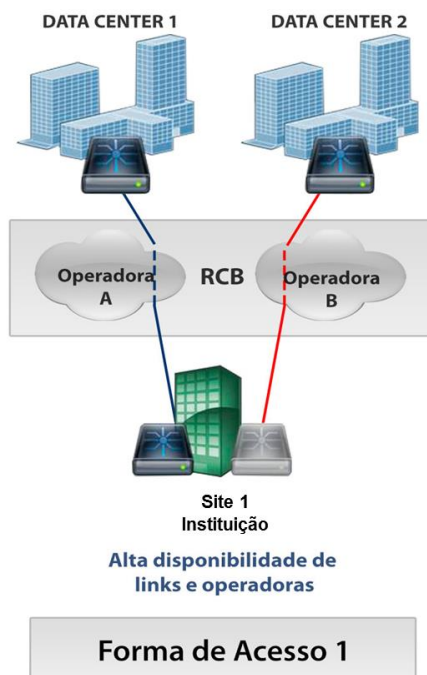 DATA CENTER 1
DATA CENTER 2
Operadora
A
RCB
Operadora
B
Site 1
Instituição
Alta disponibilidade de
links e operadoras
Forma de Acesso 1